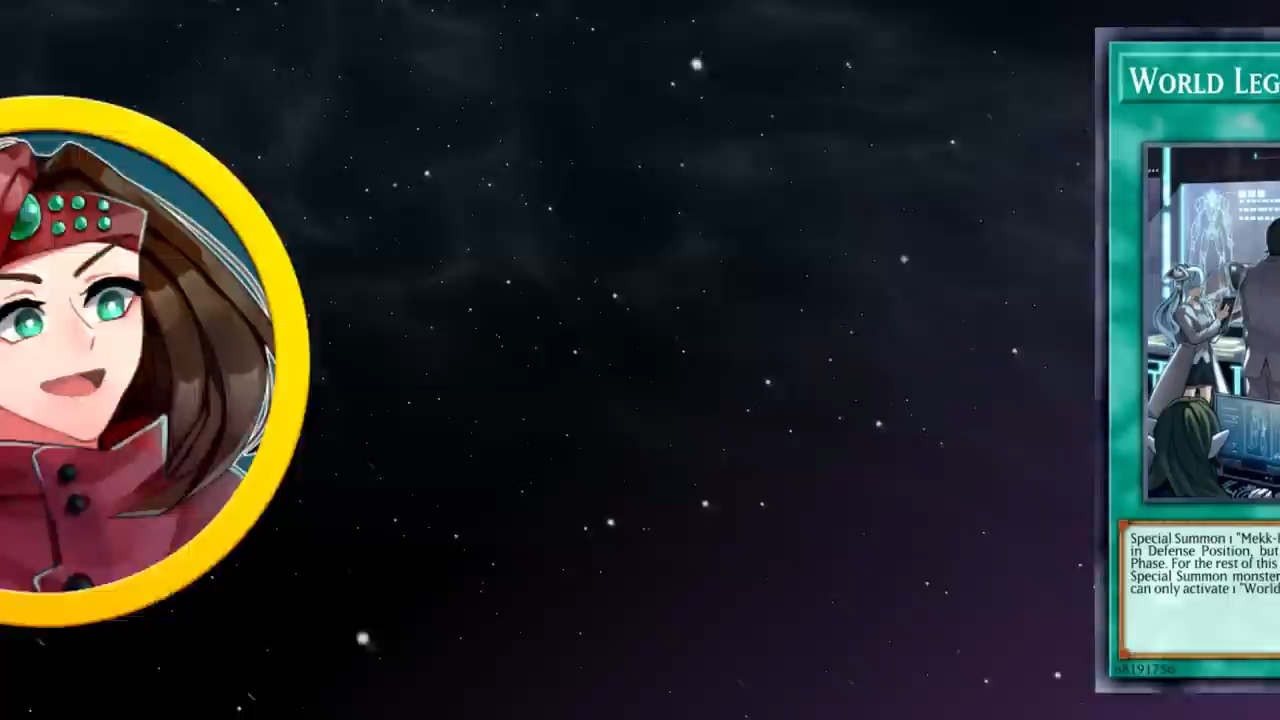 WORLD LEG
Special Summon 1 "Mekk-
in Defense Position, but
Phase. For the rest of this
Special Summon monster
can only activate 1 "World
68191756